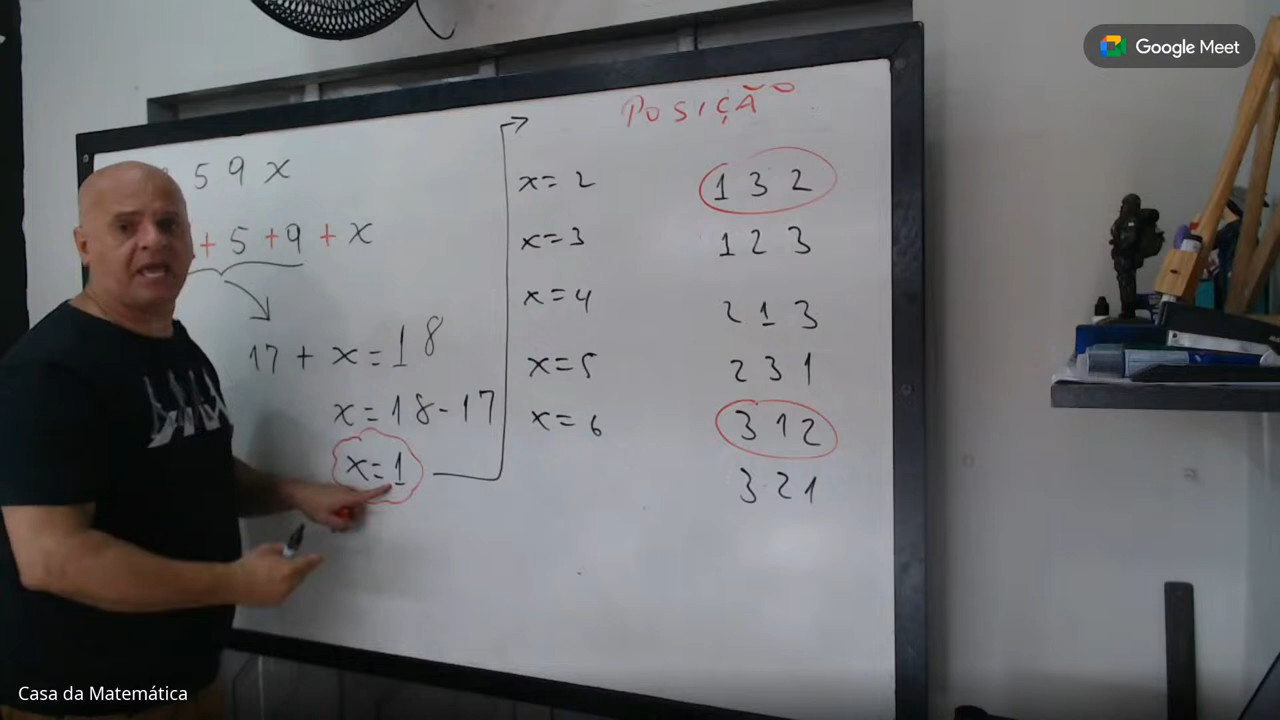 Google Meet
5 9 x
+ 5 + 9 + x
17 + x = 18
x = 18 - 17
x = 1
POSIÇÃO
x = 2 1 3 2
x = 3 1 2 3
x = 4 2 1 3
x = 5 2 3 1
x = 6 3 1 2
3 2 1
Casa da Matemática